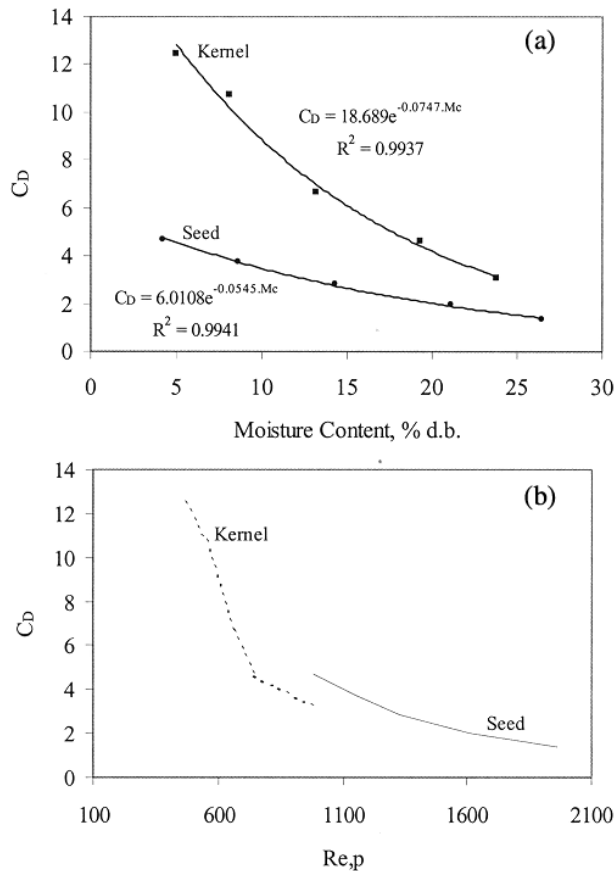 14
(a)
12
Kernel
10
C_D = 18.689e^-0.0747.Mc
R^2 = 0.9937
8
C_D
6
Seed
4
C_D = 6.0108e^-0.0545.Mc
R^2 = 0.9941
2
0
0 5 10 15 20 25 30
Moisture Content, % d.b.
14
(b)
12
Kernel
10
8
C_D
6
4
Seed
2
0
100 600 1100 1600 2100
Re,p